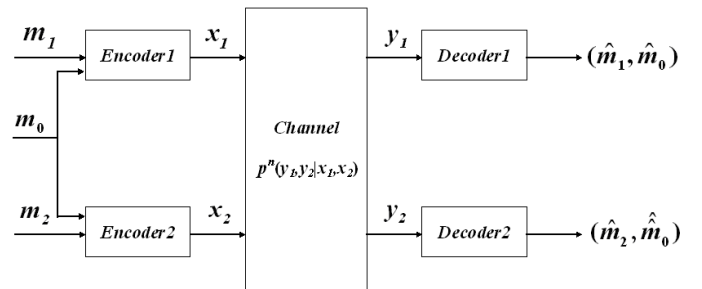 m₁ Encoder1 x₁ y₁ Decoder1 (m̂₁, m̂₀)
m₀
Channel
pⁿ(y₁,y₂|x₁,x₂)
m₂ Encoder2 x₂ y₂ Decoder2 (m̂₂, m̂̂₀)